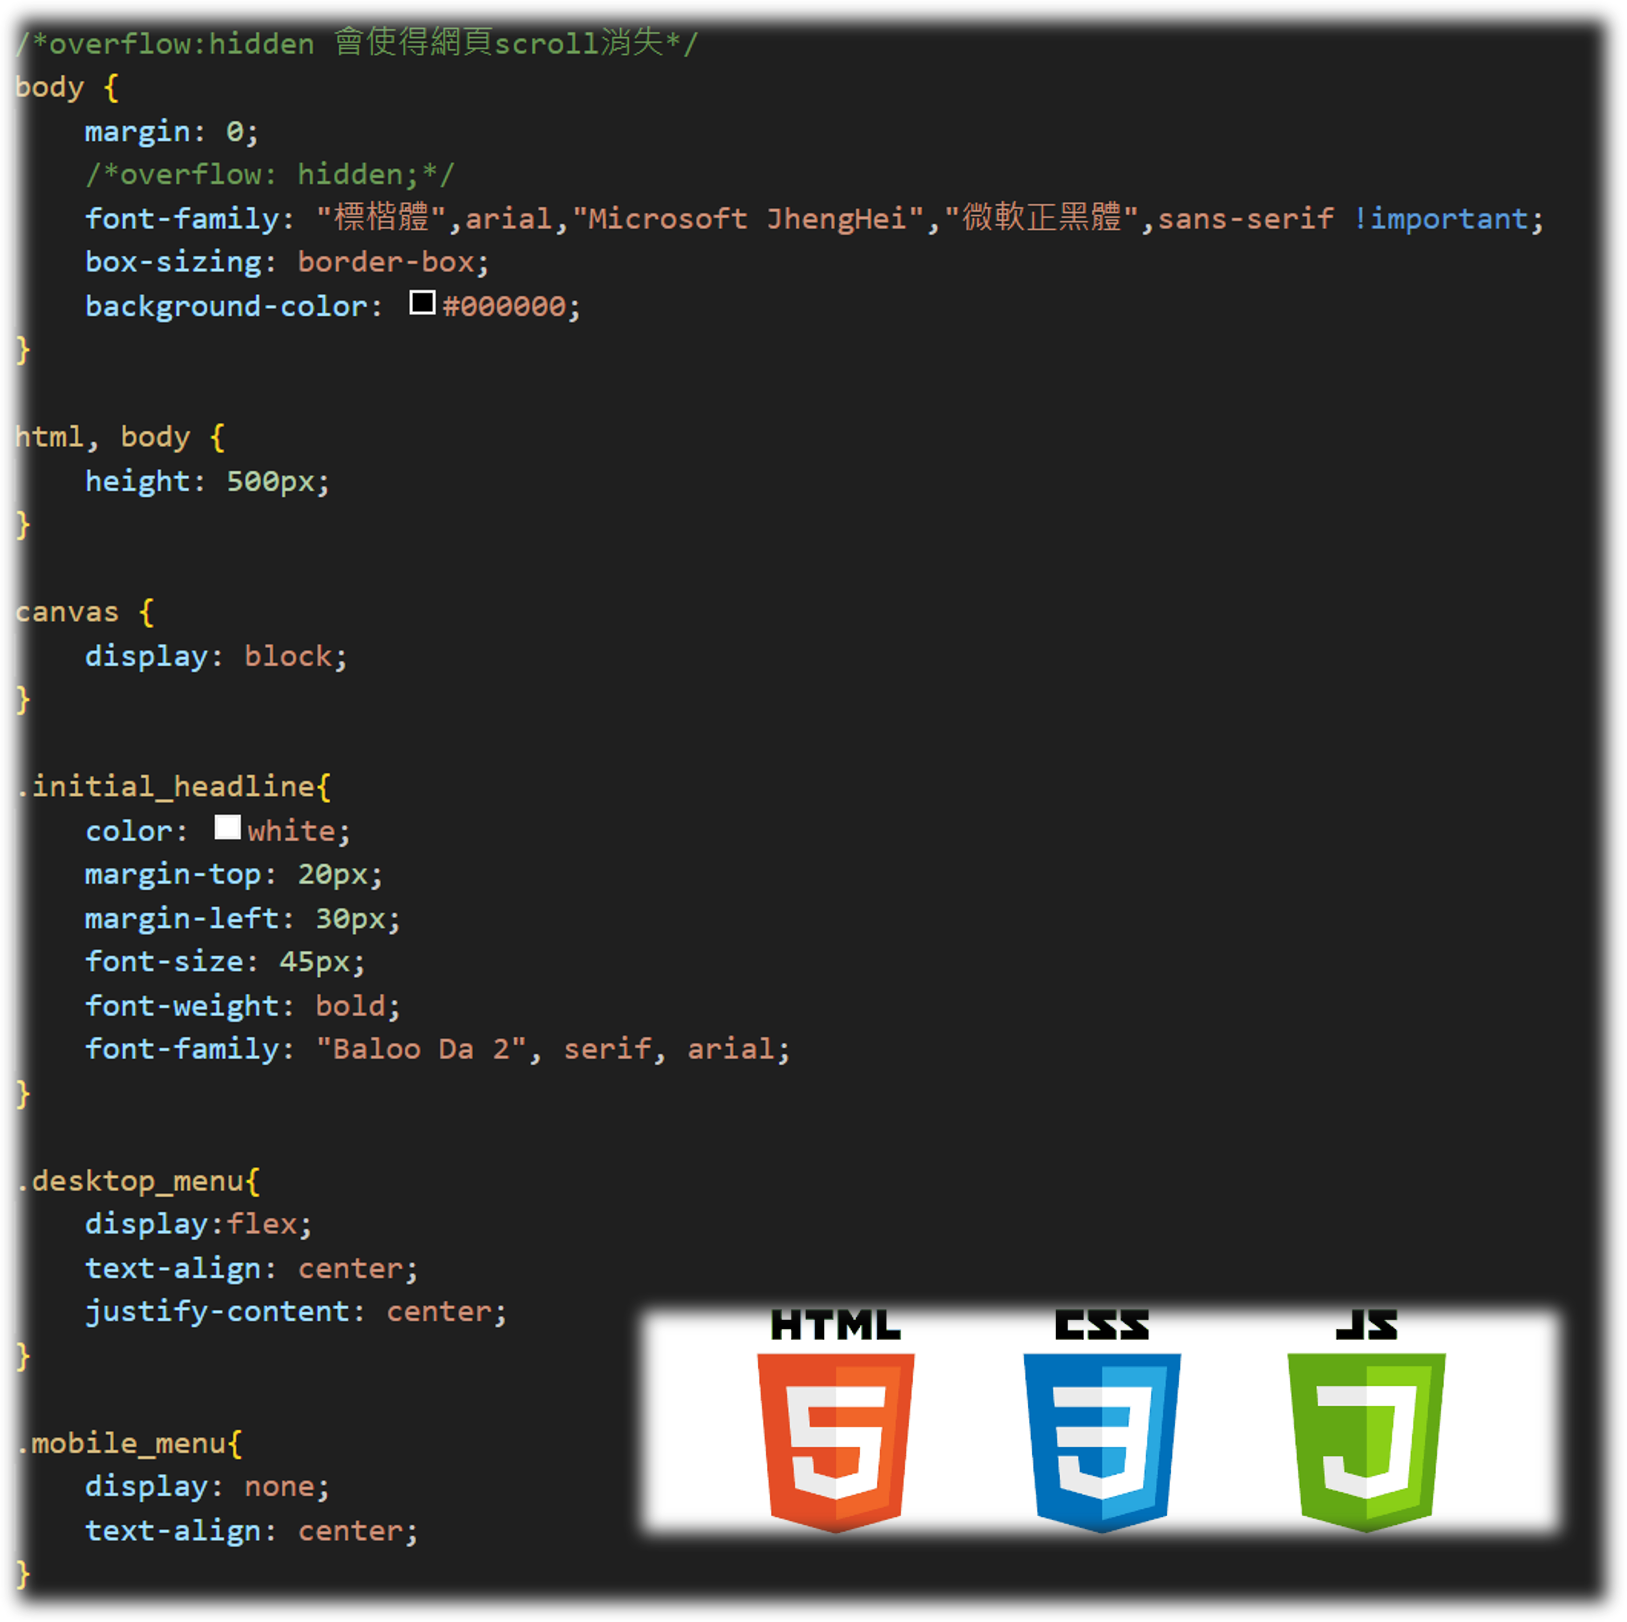 /*overflow:hidden 會使得網頁scroll消失*/
body {
margin: 0;
/*overflow: hidden;*/
font-family: "標楷體",arial,"Microsoft JhengHei","微軟正黑體",sans-serif !important;
box-sizing: border-box;
background-color: #000000;
}
html, body {
height: 500px;
}
canvas {
display: block;
}
.initial_headline{
color: white;
margin-top: 20px;
margin-left: 30px;
font-size: 45px;
font-weight: bold;
font-family: "Baloo Da 2", serif, arial;
}
.desktop_menu{
display:flex;
text-align: center;
justify-content: center;
}
.mobile_menu{
display: none;
text-align: center;
}
HTML CSS JS
5 3 J